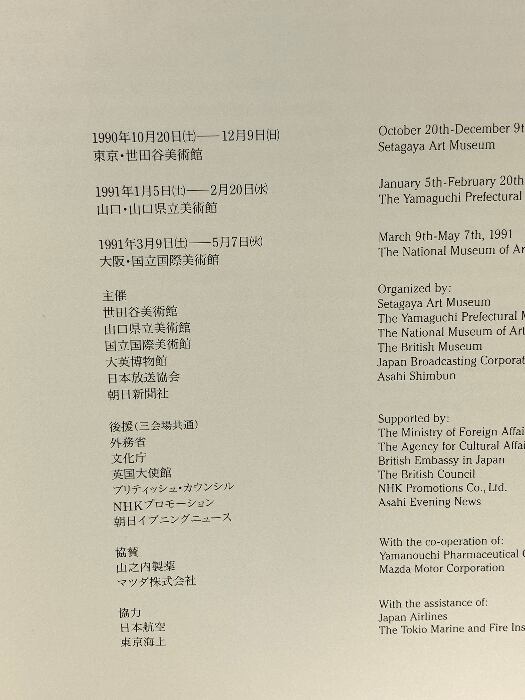 1990年10月20日(土)——12月9日(日)
東京・世田谷美術館
1991年1月5日(土)——2月20日(水)
山口・山口県立美術館
1991年3月9日(土)——5月7日(火)
大阪・国立国際美術館
主催
世田谷美術館
山口県立美術館
国立国際美術館
大英博物館
日本放送協会
朝日新聞社
後援(三会場共通)
外務省
文化庁
英国大使館
ブリティッシュ・カウンシル
NHKプロモーション
朝日イブニングニュース
協賛
山之内製薬
マツダ株式会社
協力
日本航空
東京海上
October 20th-December 9t
Setagaya Art Museum
January 5th-February 20th
The Yamaguchi Prefectural
March 9th-May 7th, 1991
The National Museum of Ar
Organized by:
Setagaya Art Museum
The Yamaguchi Prefectural M
The National Museum of Art
The British Museum
Japan Broadcasting Corporat
Asahi Shimbun
Supported by:
The Ministry of Foreign Affai
The Agency for Cultural Affai
British Embassy in Japan
The British Council
NHK Promotions Co., Ltd.
Asahi Evening News
With the co-operation of:
Yamanouchi Pharmaceutical C
Mazda Motor Corporation
With the assistance of:
Japan Airlines
The Tokio Marine and Fire Ins